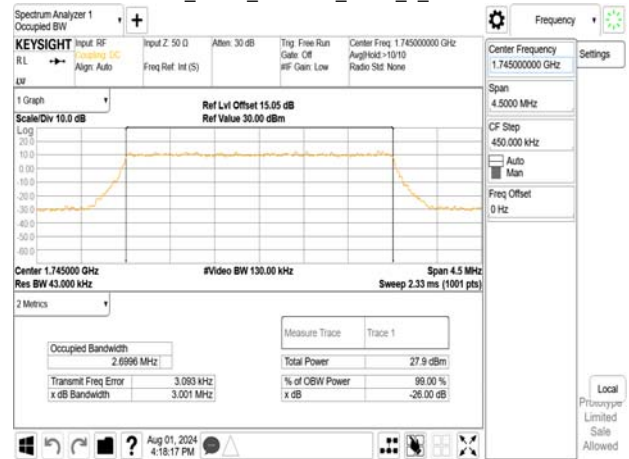 Spectrum Analyzer 1
Occupied BW
Frequency
KEYSIGHT
RL
Input: RF
Coupling: DC
Align: Auto
Input Z: 50 Ω
Freq Ref: Int (S)
Atten: 30 dB
Trig: Free Run
Gate: Off
#IF Gain: Low
Center Freq: 1.745000000 GHz
Avg|Hold:>10/10
Radio Std: None
Center Frequency
1.745000000 GHz
Settings
Span
4.5000 MHz
CF Step
450.000 kHz
Auto
Man
Freq Offset
0 Hz
1 Graph
Scale/Div 10.0 dB
Ref Lvl Offset 15.05 dB
Ref Value 30.00 dBm
Log
20.0
10.0
0.00
-10.0
-20.0
-30.0
-40.0
-50.0
-60.0
Center 1.745000 GHz
#Video BW 130.00 kHz
Span 4.5 MHz
Res BW 43.000 kHz
Sweep 2.33 ms (1001 pts)
2 Metrics
Measure Trace Trace 1
Occupied Bandwidth
2.6996 MHz
Total Power 27.9 dBm
Transmit Freq Error 3.093 kHz
% of OBW Power 99.00 %
x dB Bandwidth 3.001 MHz
x dB -26.00 dB
Local
Prototype
Limited
Sale
Allowed
Aug 01, 2024
4:18:17 PM